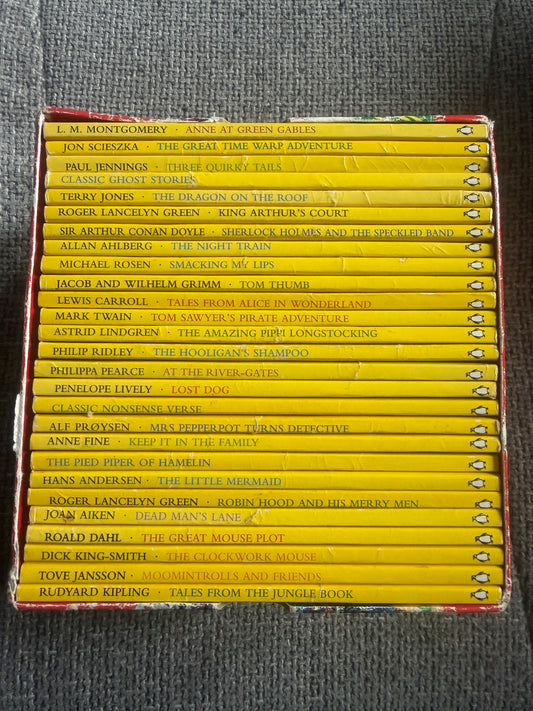 L. M. MONTGOMERY · ANNE AT GREEN GABLES
JON SCIESZKA · THE GREAT TIME WARP ADVENTURE
PAUL JENNINGS · THREE QUIRKY TAILS
CLASSIC GHOST STORIES
TERRY JONES · THE DRAGON ON THE ROOF
ROGER LANCELYN GREEN · KING ARTHUR'S COURT
SIR ARTHUR CONAN DOYLE · SHERLOCK HOLMES AND THE SPECKLED BAND
ALLAN AHLBERG · THE NIGHT TRAIN
MICHAEL ROSEN · SMACKING MY LIPS
JACOB AND WILHELM GRIMM · TOM THUMB
LEWIS CARROLL · TALES FROM ALICE IN WONDERLAND
MARK TWAIN · TOM SAWYER'S PIRATE ADVENTURE
ASTRID LINDGREN · THE AMAZING PIPPI LONGSTOCKING
PHILIP RIDLEY · THE HOOLIGAN'S SHAMPOO
PHILIPPA PEARCE · AT THE RIVER-GATES
PENELOPE LIVELY · LOST DOG
CLASSIC NONSENSE VERSE
ALF PRØYSEN · MRS PEPPERPOT TURNS DETECTIVE
ANNE FINE · KEEP IT IN THE FAMILY
THE PIED PIPER OF HAMELIN
HANS ANDERSEN · THE LITTLE MERMAID
ROGER LANCELYN GREEN · ROBIN HOOD AND HIS MERRY MEN
JOAN AIKEN · DEAD MAN'S LANE
ROALD DAHL · THE GREAT MOUSE PLOT
DICK KING-SMITH · THE CLOCKWORK MOUSE
TOVE JANSSON · MOOMINTROLLS AND FRIENDS
RUDYARD KIPLING · TALES FROM THE JUNGLE BOOK